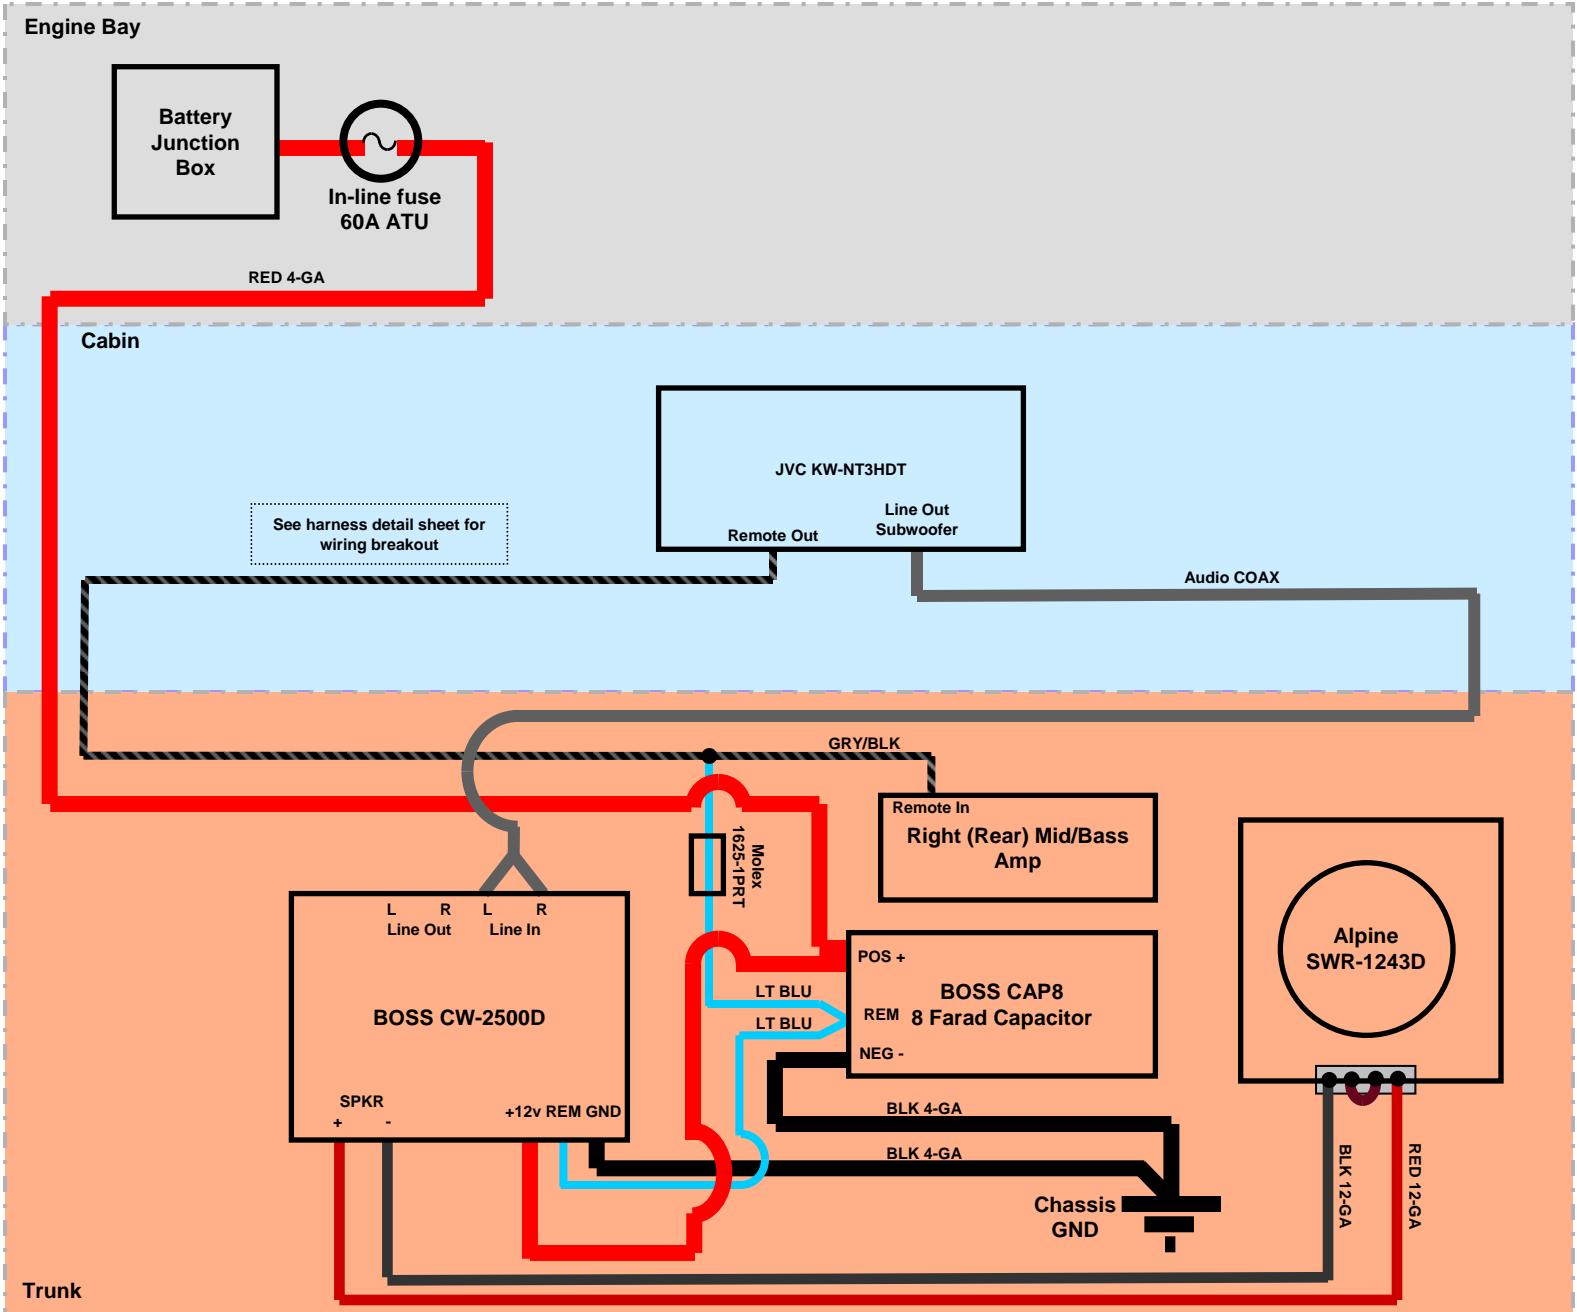 Engine Bay
Battery
Junction
Box
In-line fuse
60A ATU
RED 4-GA
Cabin
JVC KW-NT3HDT
Line Out
Subwoofer
Remote Out
See harness detail sheet for
wiring breakout
Audio COAX
GRY/BLK
Remote In
Right (Rear) Mid/Bass
Amp
Molex
1625-1PRT
L R L R
Line Out Line In
BOSS CW-2500D
SPKR
+ -
+12v REM GND
POS +
BOSS CAP8
REM 8 Farad Capacitor
NEG -
LT BLU
LT BLU
Alpine
SWR-1243D
BLK 4-GA
BLK 4-GA
Chassis
GND
BLK 12-GA
RED 12-GA
Trunk